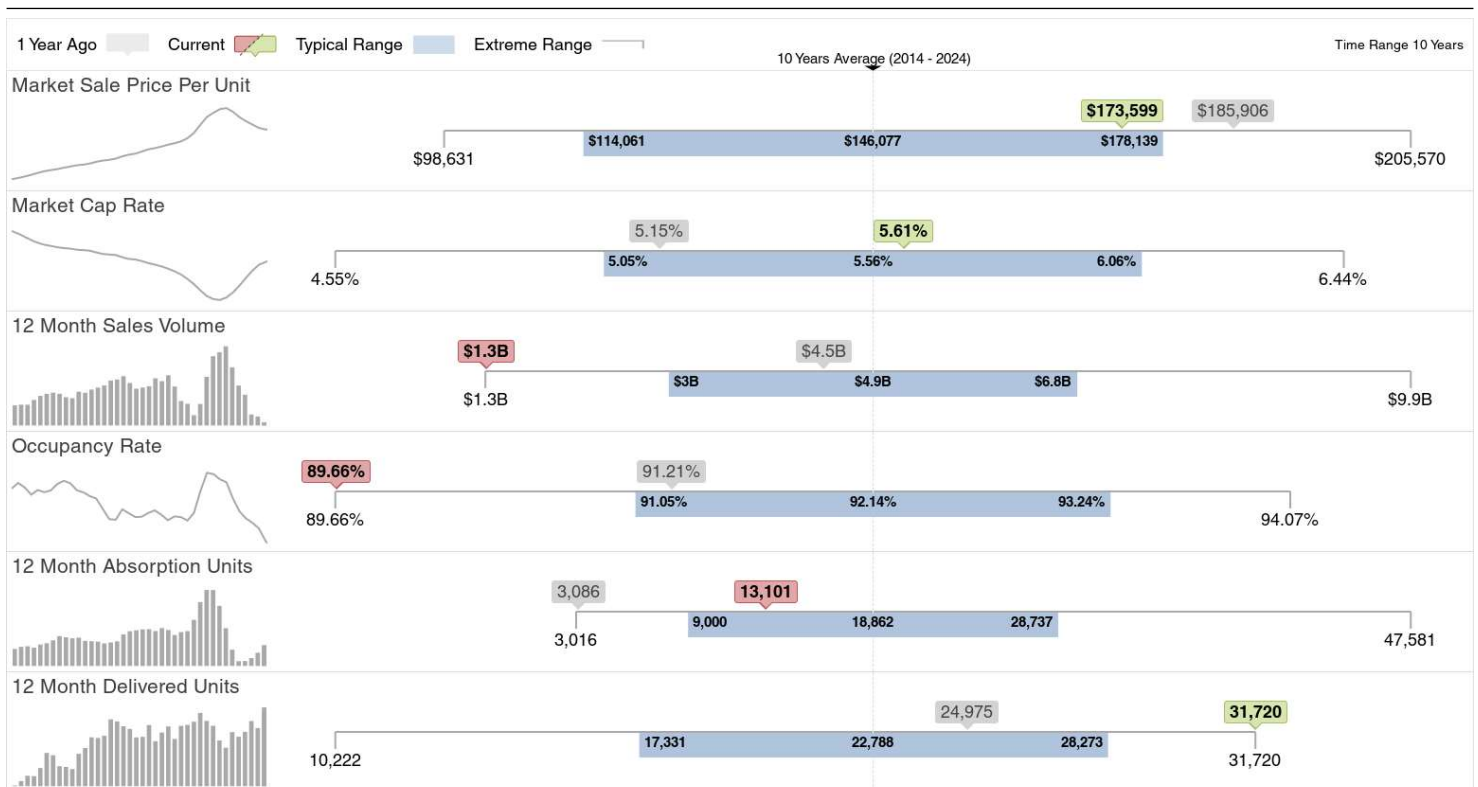 1 Year Ago Current Typical Range Extreme Range
10 Years Average (2014 - 2024)
Time Range 10 Years
Market Sale Price Per Unit
$173,599 $185,906
$114,061 $146,077 $178,139
$98,631 $205,570
Market Cap Rate
5.15% 5.61%
5.05% 5.56% 6.06%
4.55% 6.44%
12 Month Sales Volume
$1.3B $4.5B
$3B $4.9B $6.8B
$1.3B $9.9B
Occupancy Rate
89.66% 91.21%
91.05% 92.14% 93.24%
89.66% 94.07%
12 Month Absorption Units
3,086 13,101
9,000 18,862 28,737
3,016 47,581
12 Month Delivered Units
24,975 31,720
17,331 22,788 28,273
10,222 31,720